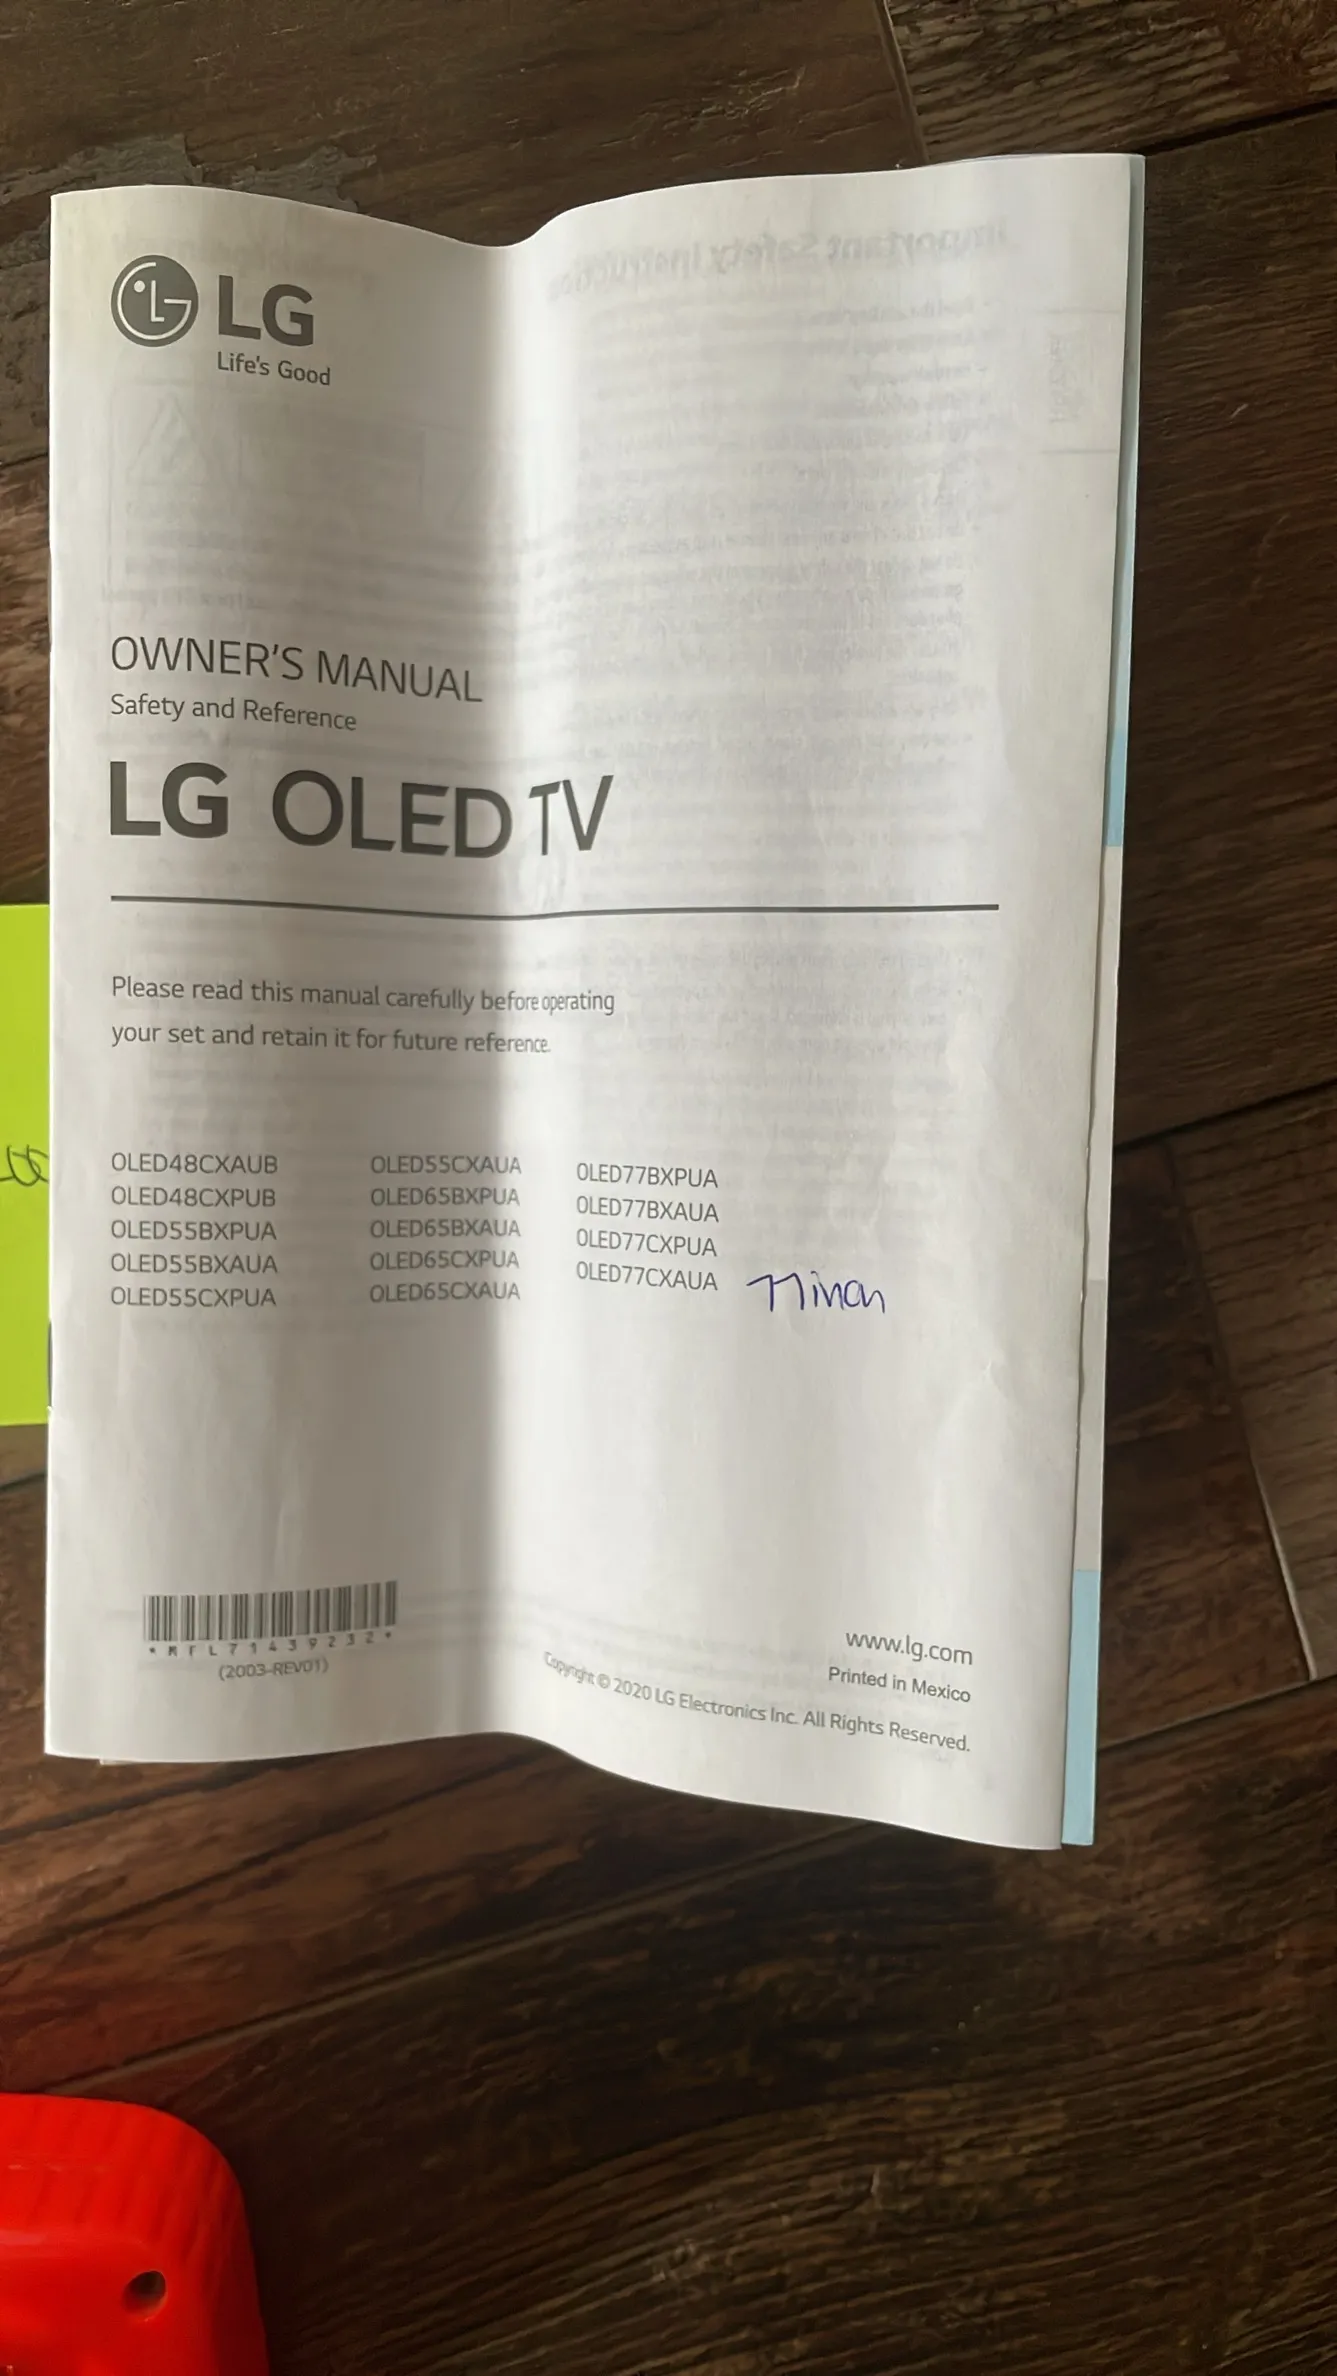 LG
Life's Good
OWNER'S MANUAL
Safety and Reference
LG OLED TV
Please read this manual carefully before operating
your set and retain it for future reference.
OLED48CXAUB
OLED48CXPUB
OLED55BXPUA
OLED55BXAUA
OLED55CXPUA
OLED55CXAUA
OLED65BXPUA
OLED65BXAUA
OLED65CXPUA
OLED65CXAUA
OLED77BXPUA
OLED77BXAUA
OLED77CXPUA
OLED77CXAUA
*MFL71439232*
(2003-REV01)
www.lg.com
Printed in Mexico
Copyright © 2020 LG Electronics Inc. All Rights Reserved.